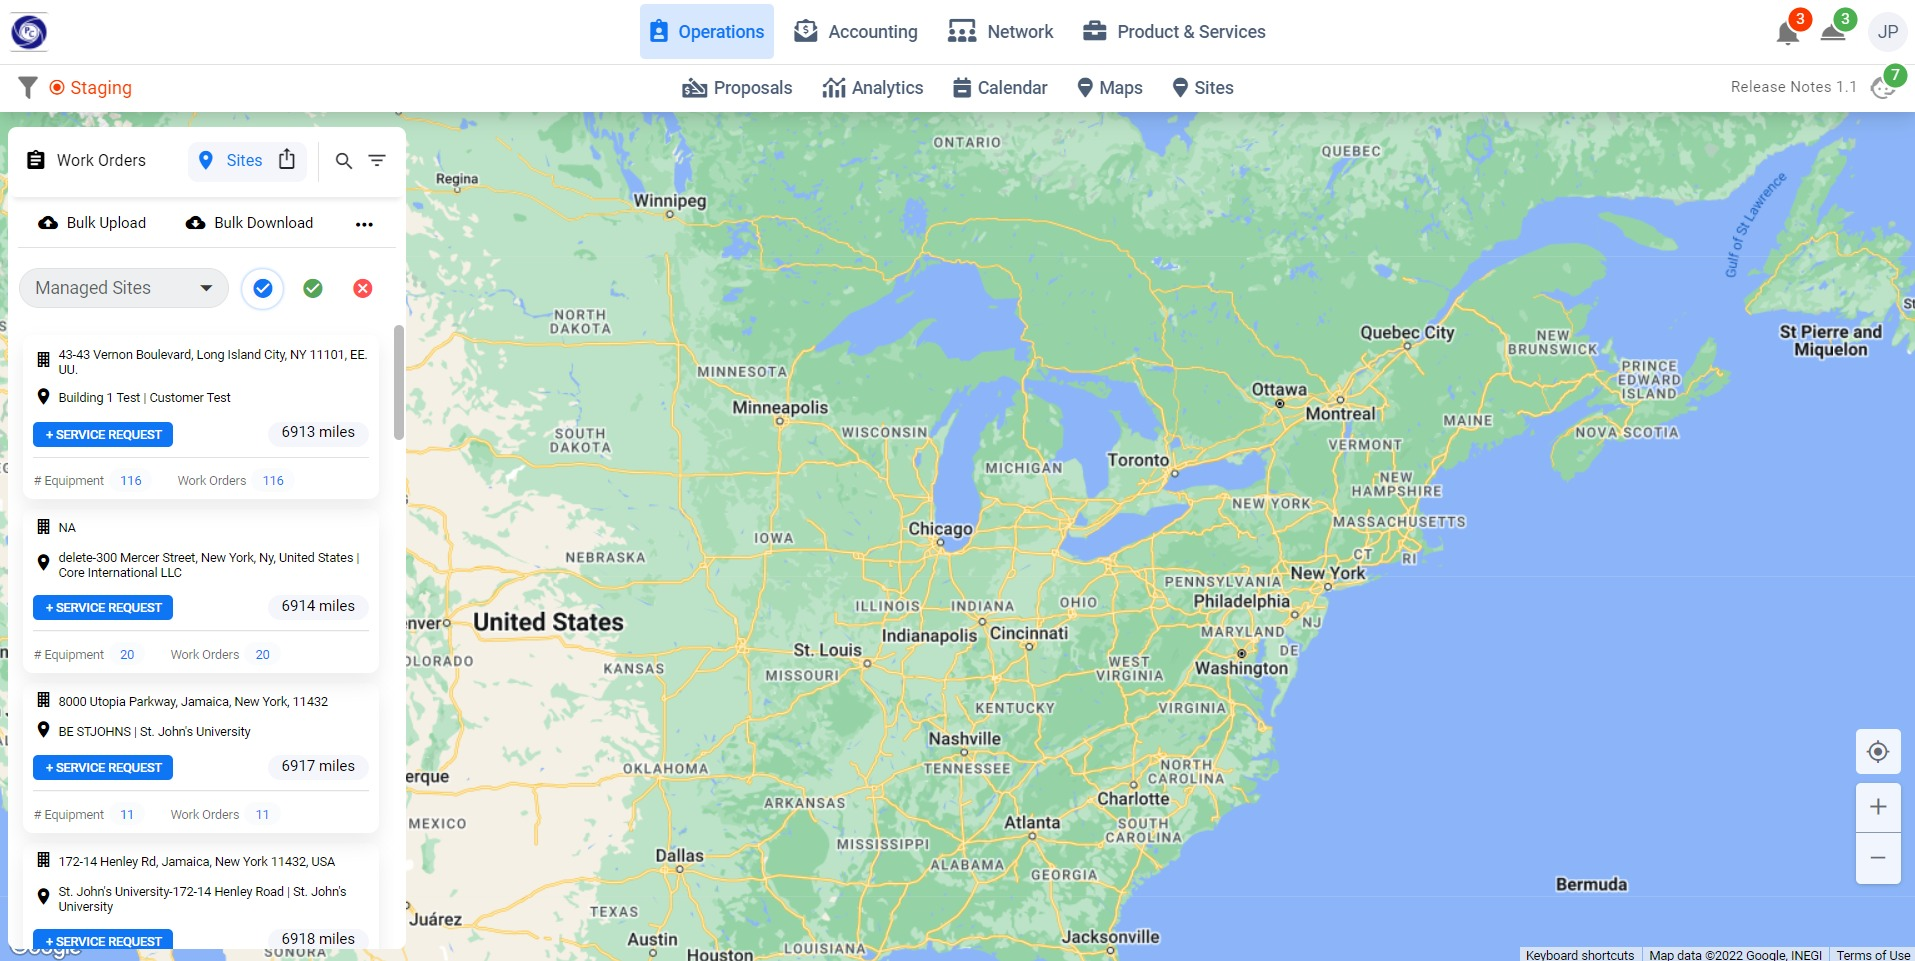 PC
Operations
Accounting
Network
Product & Services
3
3
JP
Staging
Proposals
Analytics
Calendar
Maps
Sites
Release Notes 1.1
7
Work Orders
Sites
Bulk Upload
Bulk Download
Managed Sites
43-43 Vernon Boulevard, Long Island City, NY 11101, EE.
UU.
Building 1 Test | Customer Test
+ SERVICE REQUEST
6913 miles
# Equipment 116 Work Orders 116
NA
delete-300 Mercer Street, New York, Ny, United States |
Core International LLC
+ SERVICE REQUEST
6914 miles
# Equipment 20 Work Orders 20
8000 Utopia Parkway, Jamaica, New York, 11432
BE STJOHNS | St. John's University
+ SERVICE REQUEST
6917 miles
# Equipment 11 Work Orders 11
172-14 Henley Rd, Jamaica, New York 11432, USA
St. John's University-172-14 Henley Road | St. John's
University
+ SERVICE REQUEST
6918 miles
Google
ONTARIO
QUEBEC
Regina
Winnipeg
Gulf of St Lawrence
NORTH
DAKOTA
Quebec City
NEW
BRUNSWICK
St Pierre and
Miquelon
PRINCE
EDWARD
ISLAND
MINNESOTA
Ottawa
Minneapolis
Montreal
MAINE
SOUTH
DAKOTA
WISCONSIN
NOVA SCOTIA
VERMONT
Toronto
MICHIGAN
NEW
HAMPSHIRE
NEW YORK
MASSACHUSETTS
Chicago
IOWA
NEBRASKA
CT
RI
PENNSYLVANIA
New York
ILLINOIS
INDIANA
OHIO
Philadelphia
NJ
nver
United States
Indianapolis
Cincinnati
MARYLAND
St. Louis
DE
OLORADO
KANSAS
MISSOURI
WEST
VIRGINIA
Washington
KENTUCKY
VIRGINIA
Nashville
TENNESSEE
OKLAHOMA
erque
NORTH
CAROLINA
Charlotte
ARKANSAS
MEXICO
Atlanta
SOUTH
CAROLINA
MISSISSIPPI
Dallas
ALABAMA
GEORGIA
Bermuda
TEXAS
Juárez
Austin
Jacksonville
LOUISIANA
SONORA
Houston
Keyboard shortcuts
Map data ©2022 Google, INEGI
Terms of Use